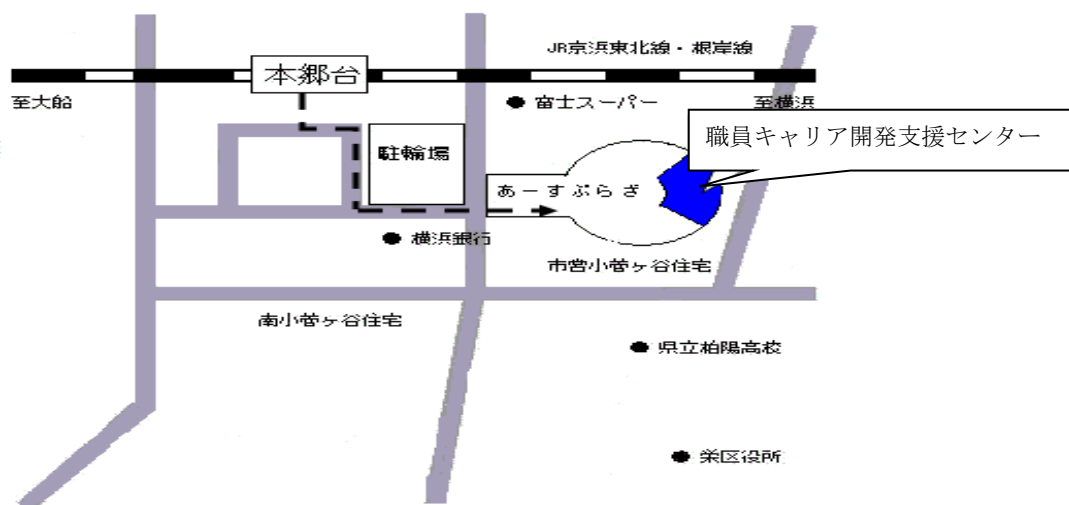 JR京浜東北線・根岸線
本郷台
至大船
富士スーパー
至横浜
職員キャリア開発支援センター
駐輪場
あーすぷらざ
横浜銀行
市営小菅ヶ谷住宅
南小菅ヶ谷住宅
県立柏陽高校
栄区役所